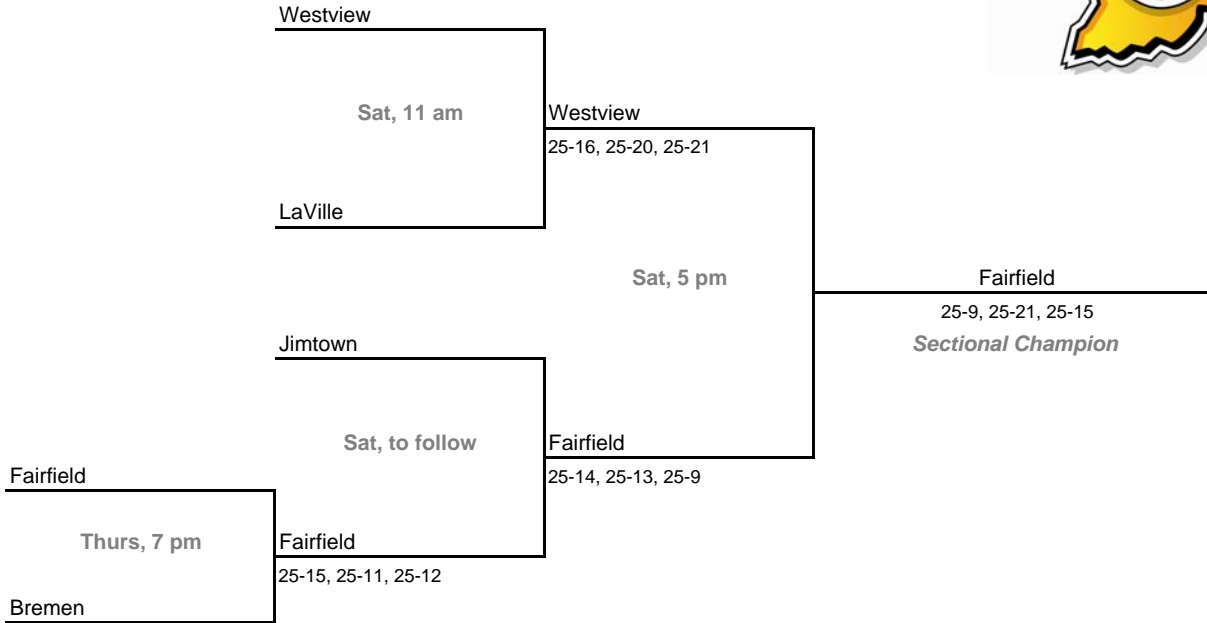 Westview
Sat, 11 am
Westview
25-16, 25-20, 25-21
LaVille
Sat, 5 pm
Fairfield
25-9, 25-21, 25-15
Sectional Champion
Jimtown
Sat, to follow
Fairfield
25-14, 25-13, 25-9
Fairfield
Thurs, 7 pm
Fairfield
25-15, 25-11, 25-12
Bremen